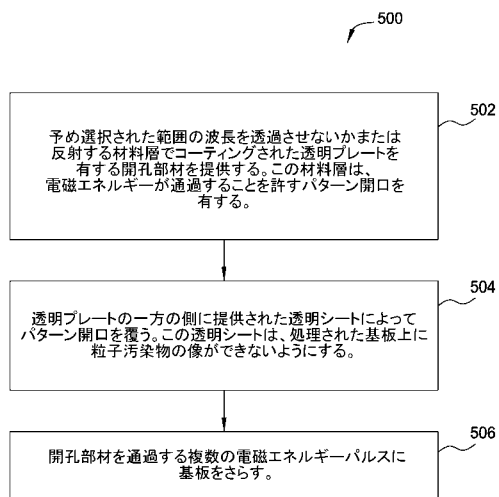 500
502
予め選択された範囲の波長を透過させないかまたは
反射する材料層でコーティングされた透明プレートを
有する開孔部材を提供する。この材料層は、
電磁エネルギーが通過することを許すパターン開口を
有する。
504
透明プレートの一方の側に提供された透明シートによって
パターン開口を覆う。この透明シートは、処理された基板上に
粒子汚染物の像ができないようにする。
506
開孔部材を通過する複数の電磁エネルギーパルスに
基板をさらす。